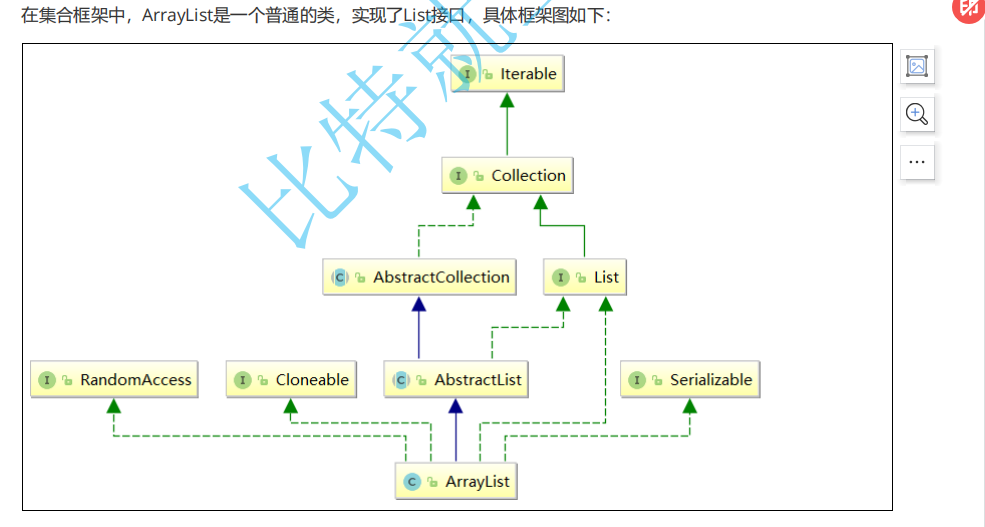 在集合框架中，ArrayList是一个普通的类，实现了List接口，具体框架图如下：
I Iterable
I Collection
C AbstractCollection
I List
I RandomAccess
I Cloneable
C AbstractList
I Serializable
C ArrayList
比特就